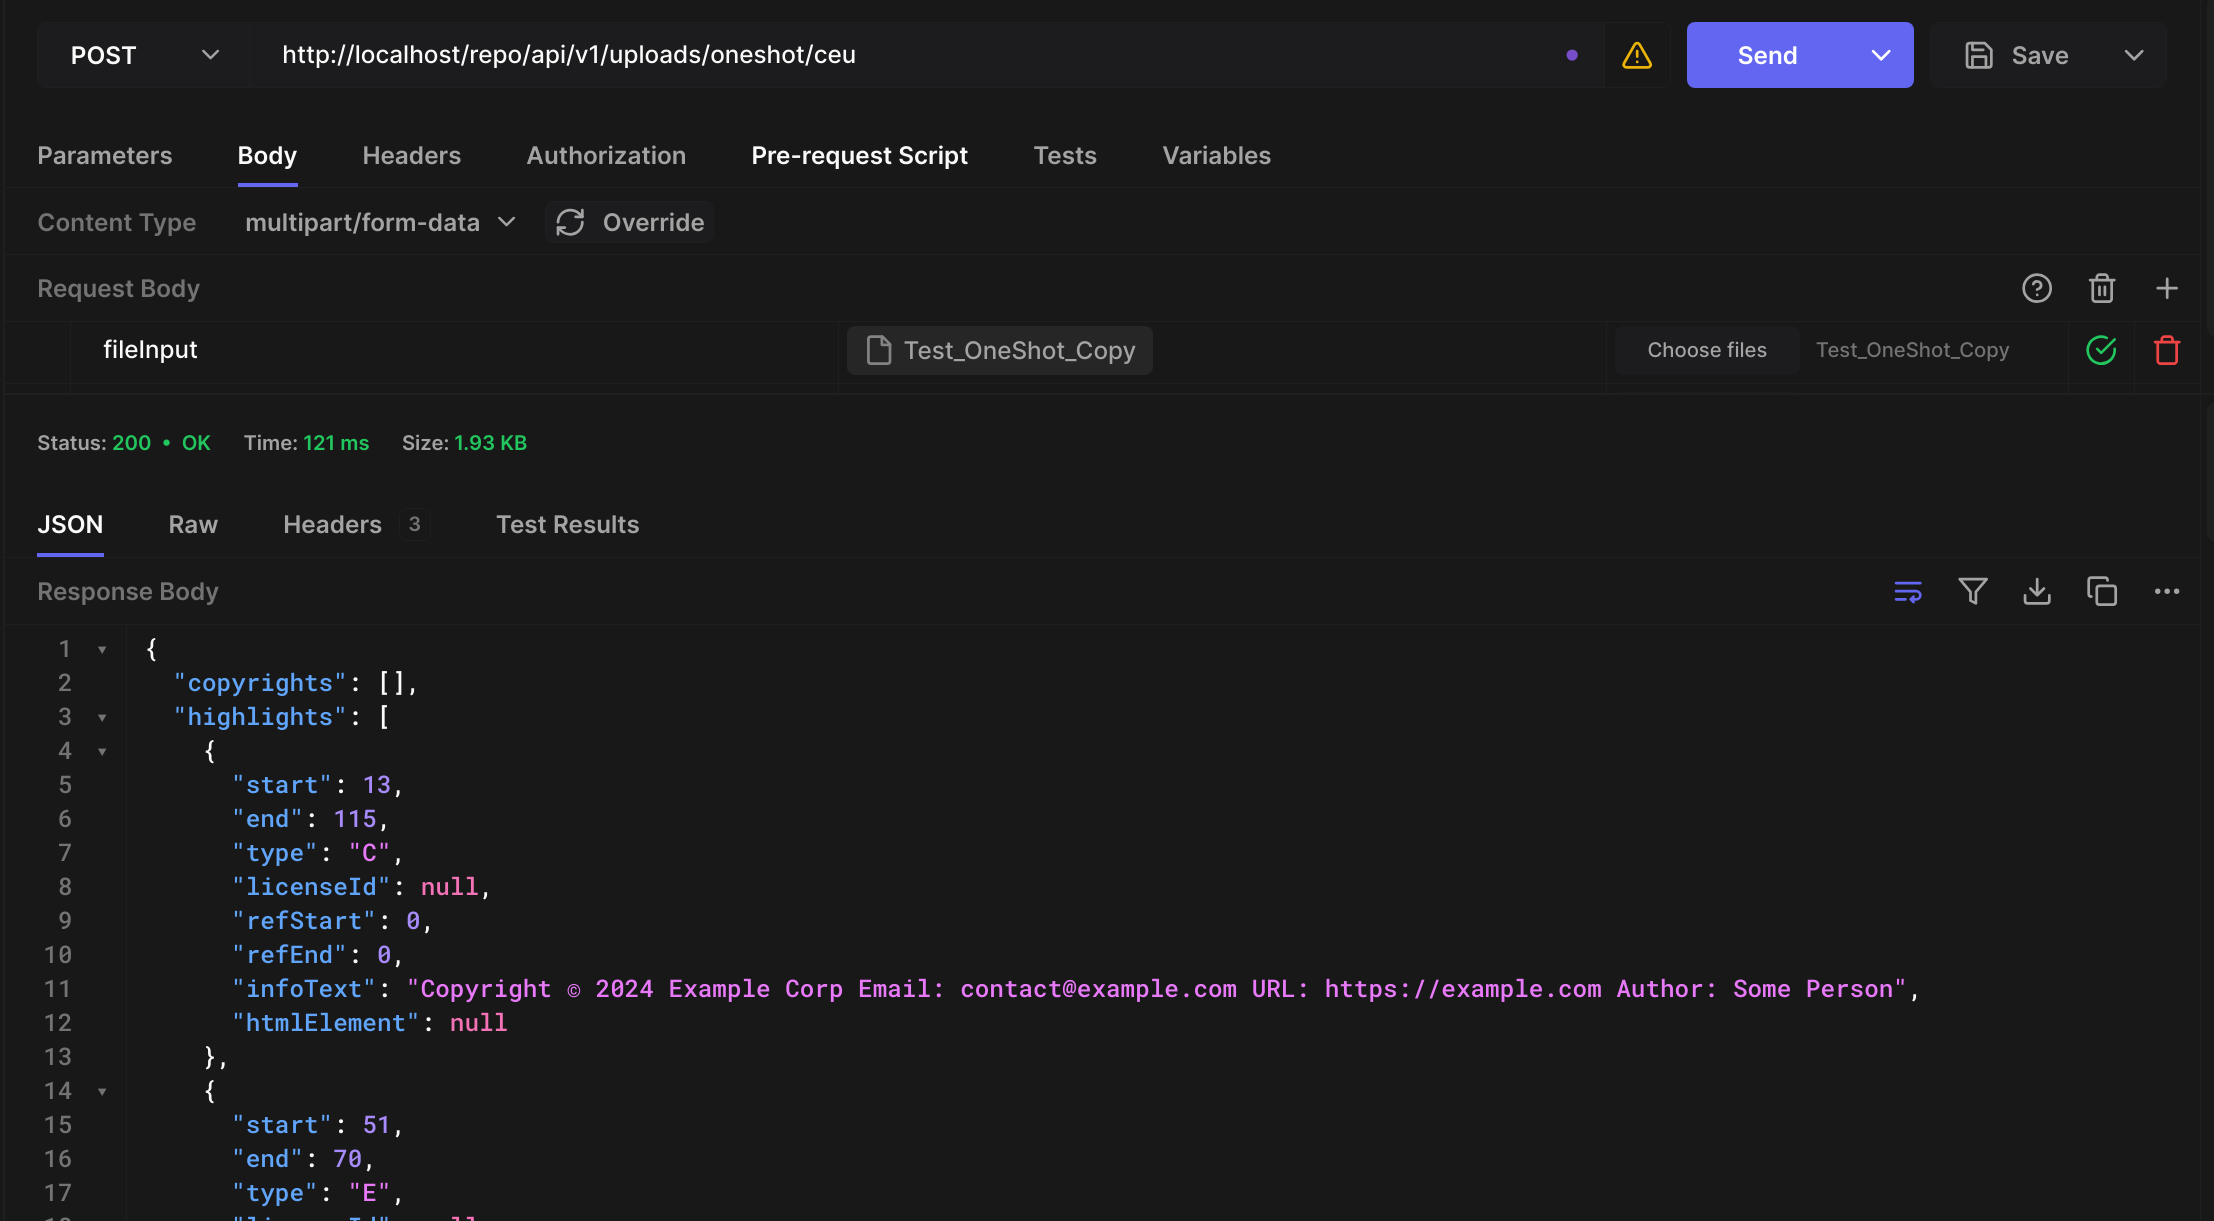 POST http://localhost/repo/api/v1/uploads/oneshot/ceu Send Save
Parameters Body Headers Authorization Pre-request Script Tests Variables
Content Type multipart/form-data Override
Request Body
fileInput Test_OneShot_Copy Choose files Test_OneShot_Copy
Status: 200 • OK Time: 121 ms Size: 1.93 KB
JSON Raw Headers 3 Test Results
Response Body
1 {
2 "copyrights": [],
3 "highlights": [
4 {
5 "start": 13,
6 "end": 115,
7 "type": "C",
8 "licenseId": null,
9 "refStart": 0,
10 "refEnd": 0,
11 "infoText": "Copyright © 2024 Example Corp Email: contact@example.com URL: https://example.com Author: Some Person",
12 "htmlElement": null
13 },
14 {
15 "start": 51,
16 "end": 70,
17 "type": "E",